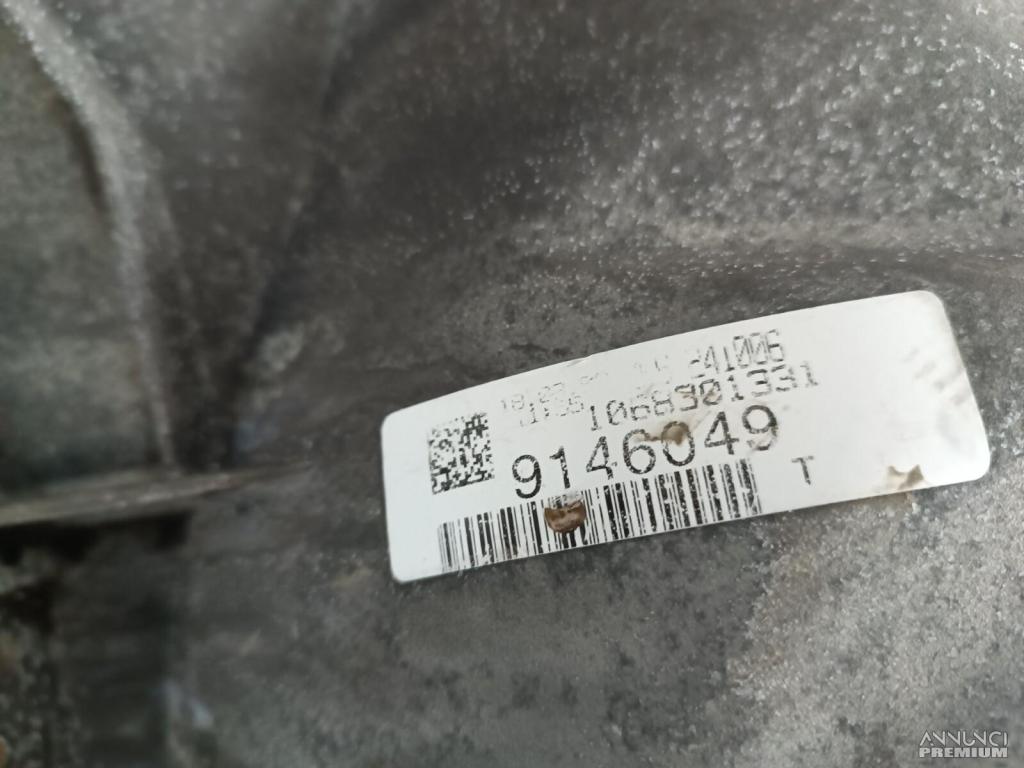 241006
1068901331
9146049
T
ANNUNCI
PREMIUM